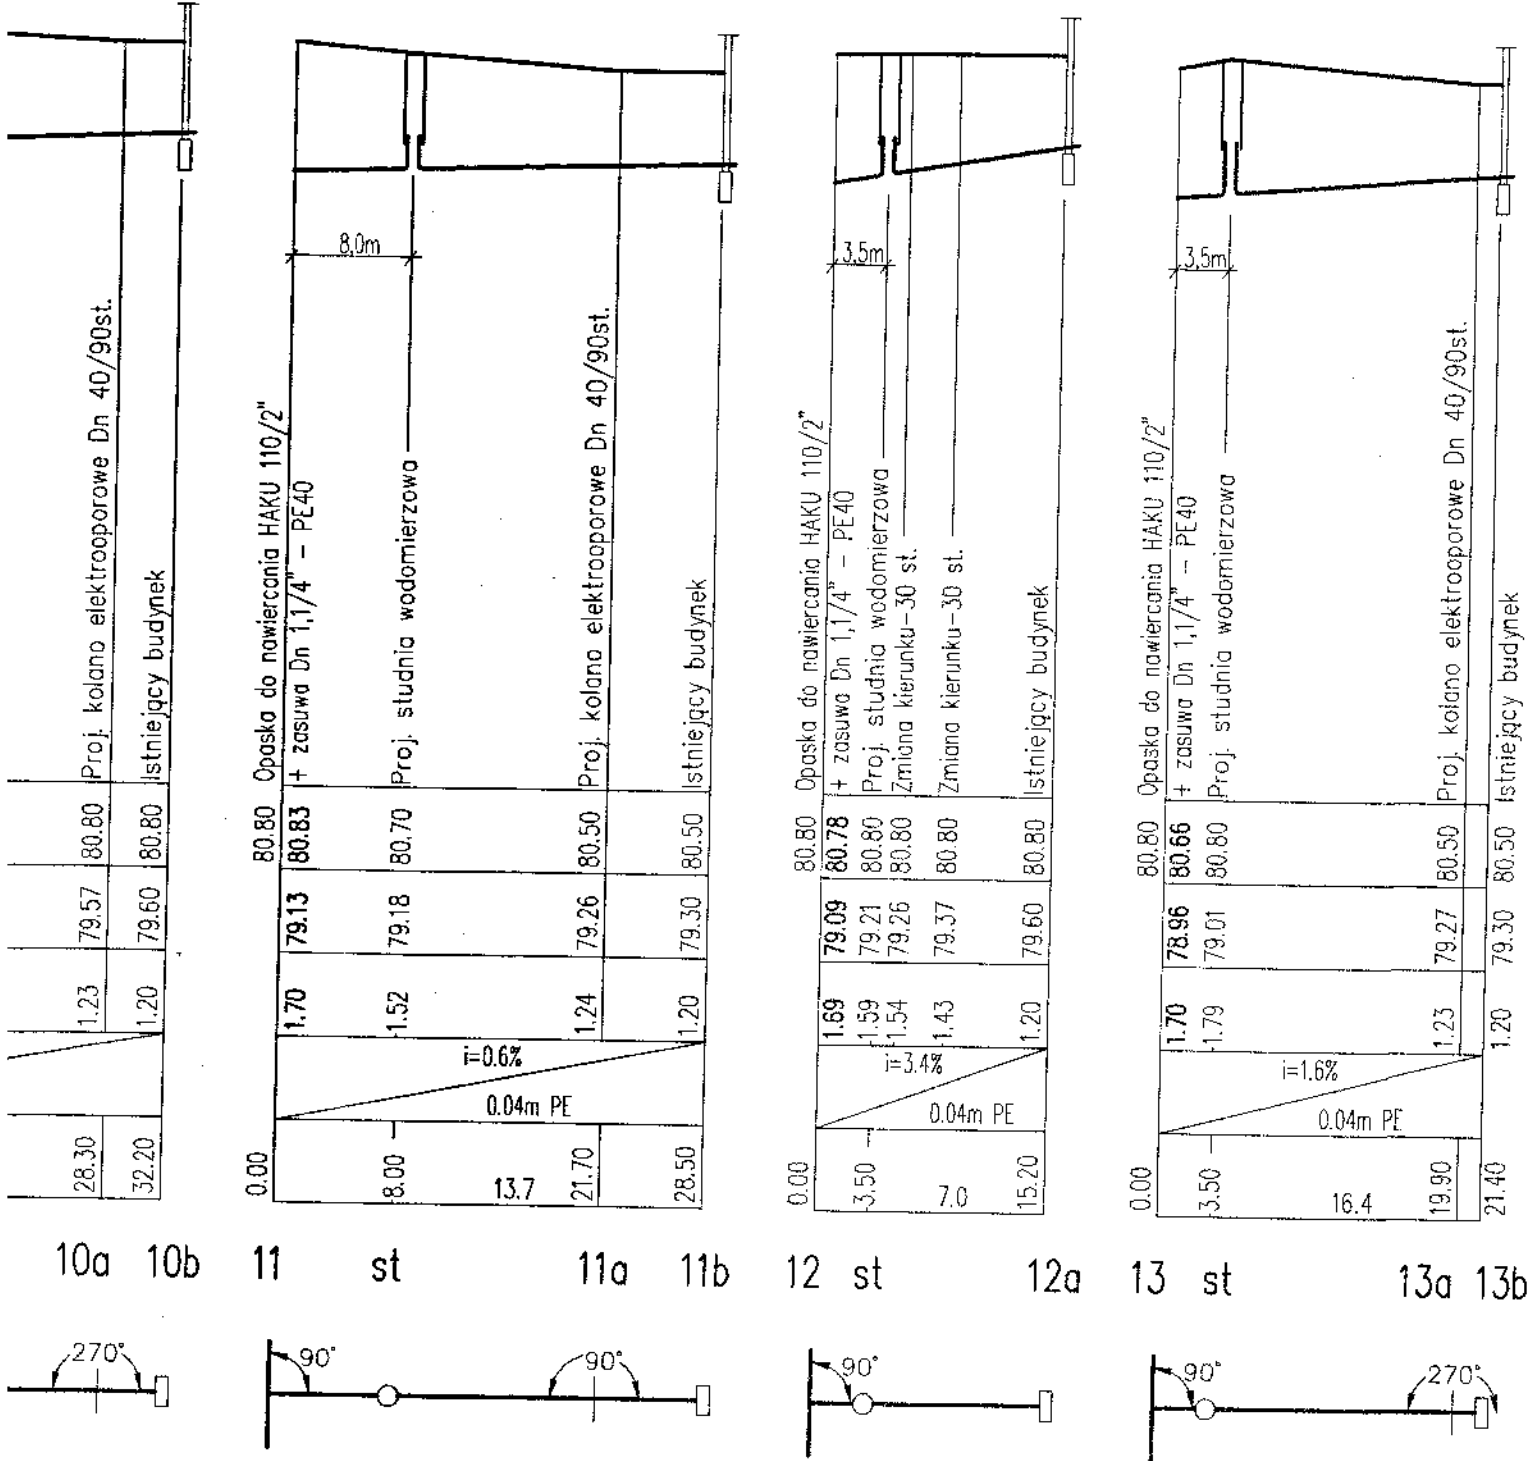 8,0m
3,5m
3,5m
Proj. kolano elektrooporowe Dn 40/90st.
Istniejący budynek
Opaska do nawiercania HAKU 110/2"
+ zasuwa Dn 1,1/4" - PE40
Proj. studnia wodomierzowa
Proj. kolano elektrooporowe Dn 40/90st.
Istniejący budynek
Opaska do nawiercania HAKU 110/2"
+ zasuwa Dn 1,1/4" - PE40
Proj. studnia wodomierzowa
Zmiana kierunku-30 st.
Zmiana kierunku-30 st.
Istniejący budynek
Opaska do nawiercania HAKU 110/2"
+ zasuwa Dn 1,1/4" - PE40
Proj. studnia wodomierzowa
Proj. kolano elektrooporowe Dn 40/90st.
Istniejący budynek
80.80 80.80 80.80 80.83 80.70 80.50 80.50 80.80 80.78 80.80 80.80 80.80 80.80 80.80 80.66 80.80 80.50 80.50
79.57 79.60 79.13 79.18 79.26 79.30 79.09 79.21 79.26 79.37 79.60 78.96 79.01 79.27 79.30
1.23 1.20 1.70 1.52 1.24 1.20 1.69 1.59 1.54 1.43 1.20 1.70 1.79 1.23 1.20
i=0.6% i=3.4% i=1.6%
0.04m PE 0.04m PE 0.04m PE
28.30 32.20 0.00 8.00 13.7 21.70 28.50 0.00 3.50 7.0 15.20 0.00 3.50 16.4 19.90 21.40
10a 10b 11 st 11a 11b 12 st 12a 13 st 13a 13b
270° 90° 90° 90° 90° 270°